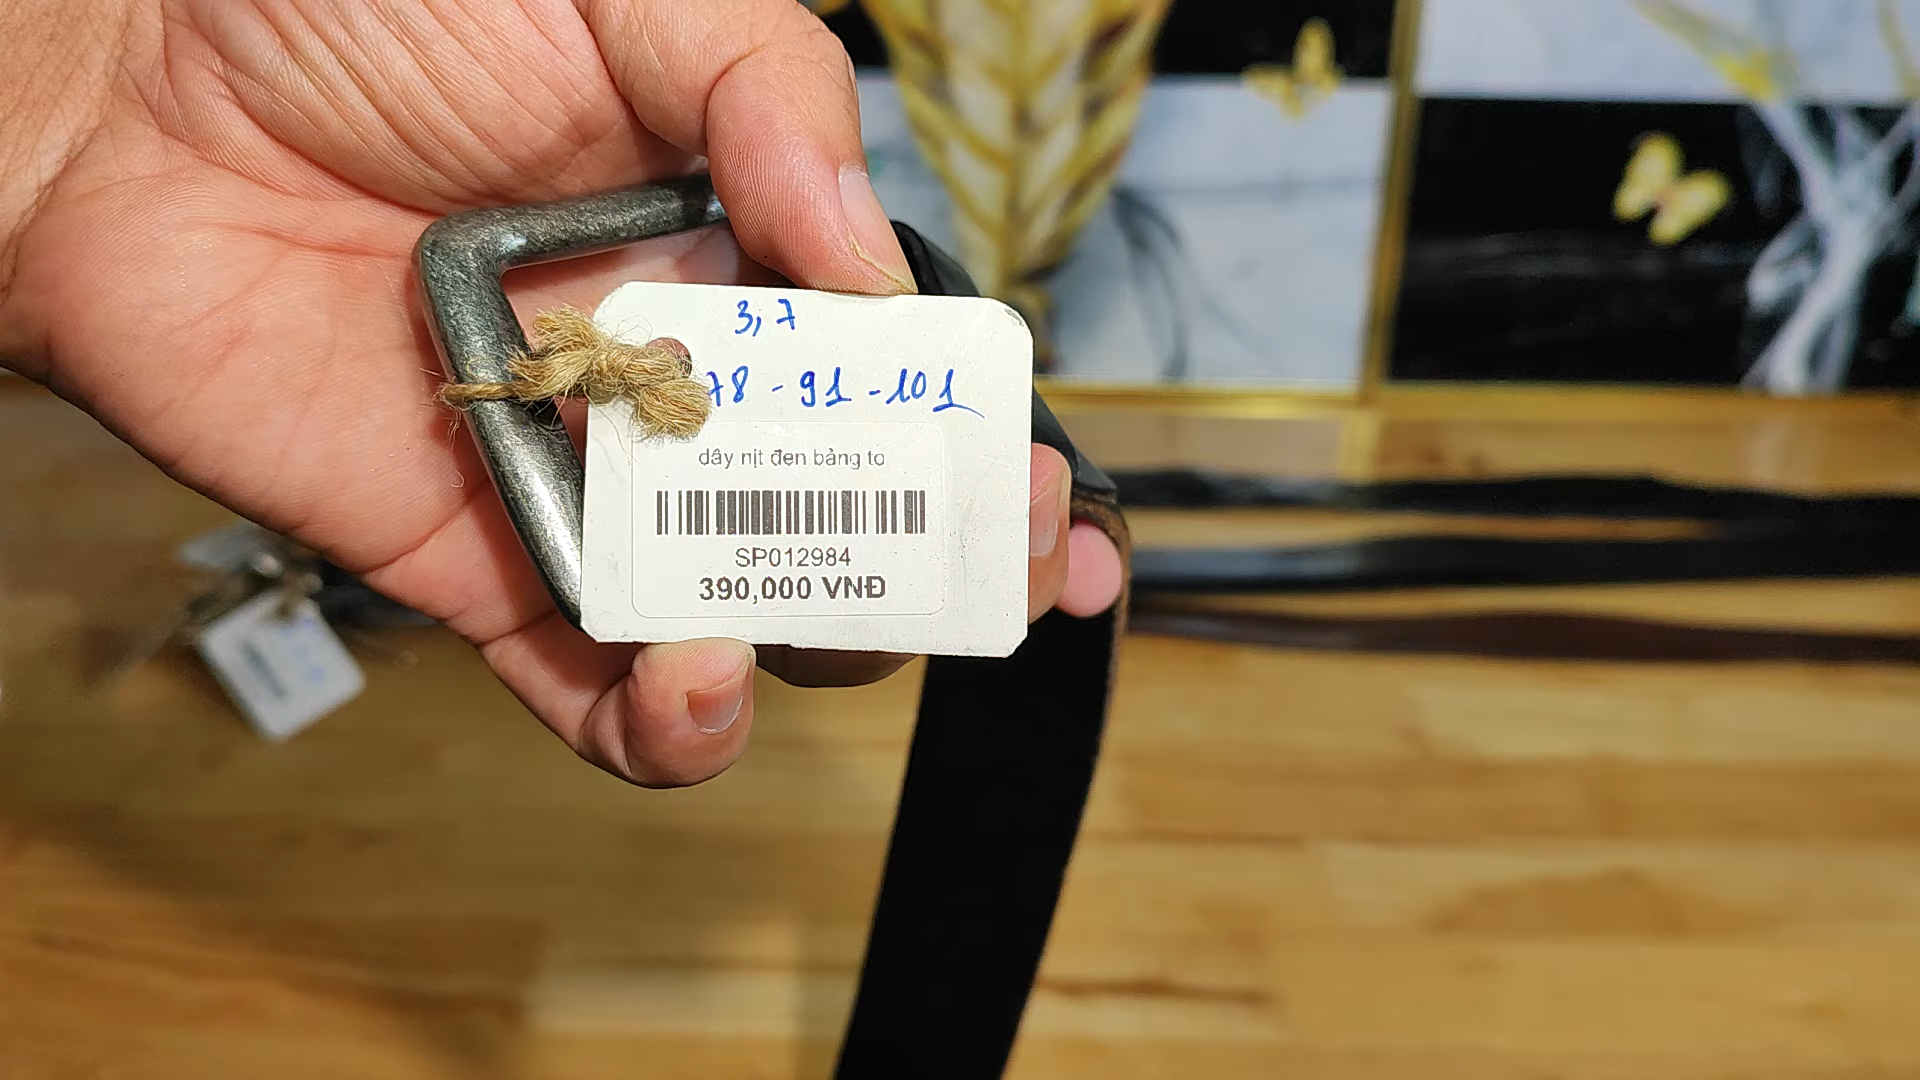 3,7
78 - 91 - 101
dây nịt đen bảng to
SP012984
390,000 VNĐ